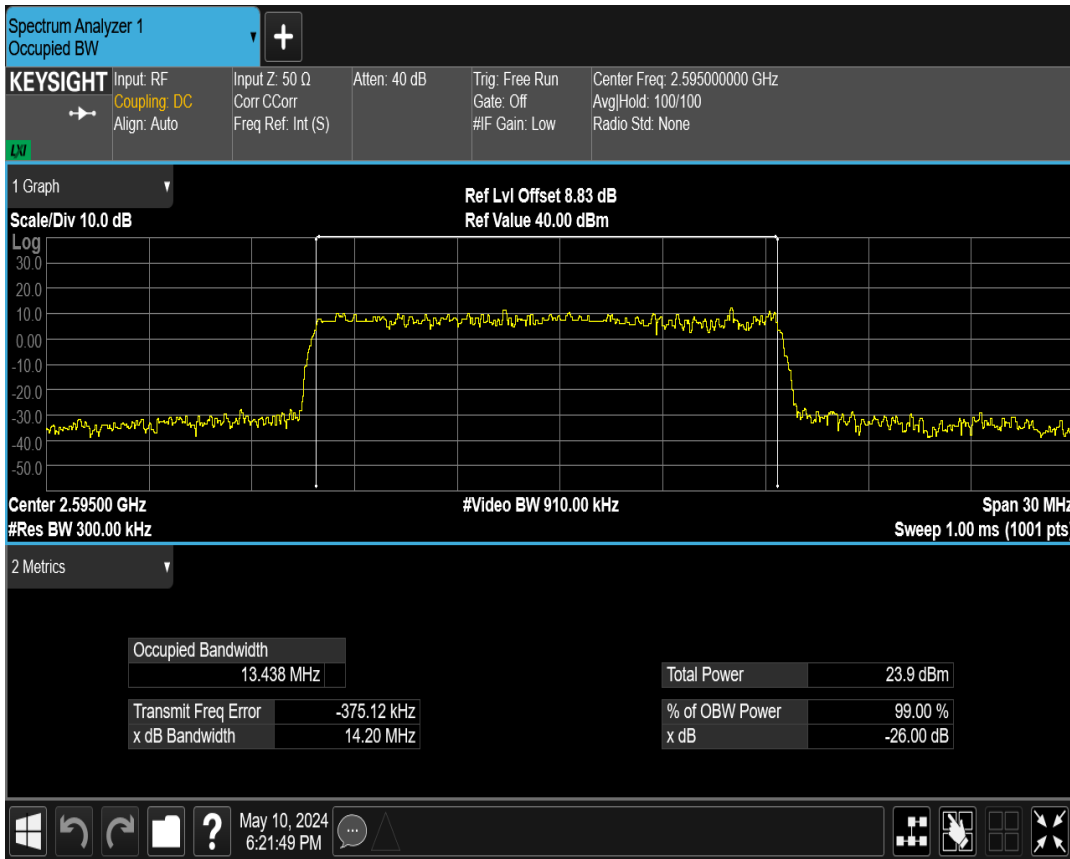 Spectrum Analyzer 1
Occupied BW
KEYSIGHT
Input: RF
Coupling: DC
Align: Auto
Input Z: 50 Ω
Corr CCorr
Freq Ref: Int (S)
Atten: 40 dB
Trig: Free Run
Gate: Off
#IF Gain: Low
Center Freq: 2.595000000 GHz
Avg|Hold: 100/100
Radio Std: None
LXI
1 Graph
Scale/Div 10.0 dB
Ref Lvl Offset 8.83 dB
Ref Value 40.00 dBm
Log
30.0
20.0
10.0
0.00
-10.0
-20.0
-30.0
-40.0
-50.0
Center 2.59500 GHz
#Video BW 910.00 kHz
Span 30 MHz
#Res BW 300.00 kHz
Sweep 1.00 ms (1001 pts)
2 Metrics
Occupied Bandwidth
13.438 MHz
Total Power 23.9 dBm
Transmit Freq Error -375.12 kHz
% of OBW Power 99.00 %
x dB Bandwidth 14.20 MHz
x dB -26.00 dB
?
May 10, 2024
6:21:49 PM